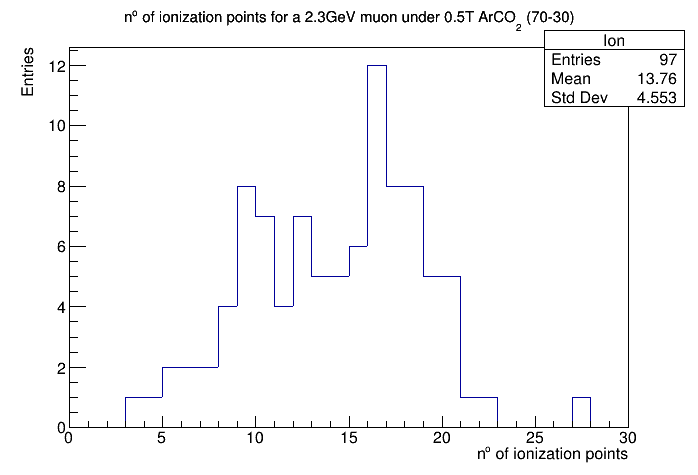 nº of ionization points for a 2.3GeV muon under 0.5T ArCO2 (70-30)
Ion
Entries 97
Mean 13.76
Std Dev 4.553
Entries
12
10
8
6
4
2
0
0 5 10 15 20 25 30
nº of ionization points